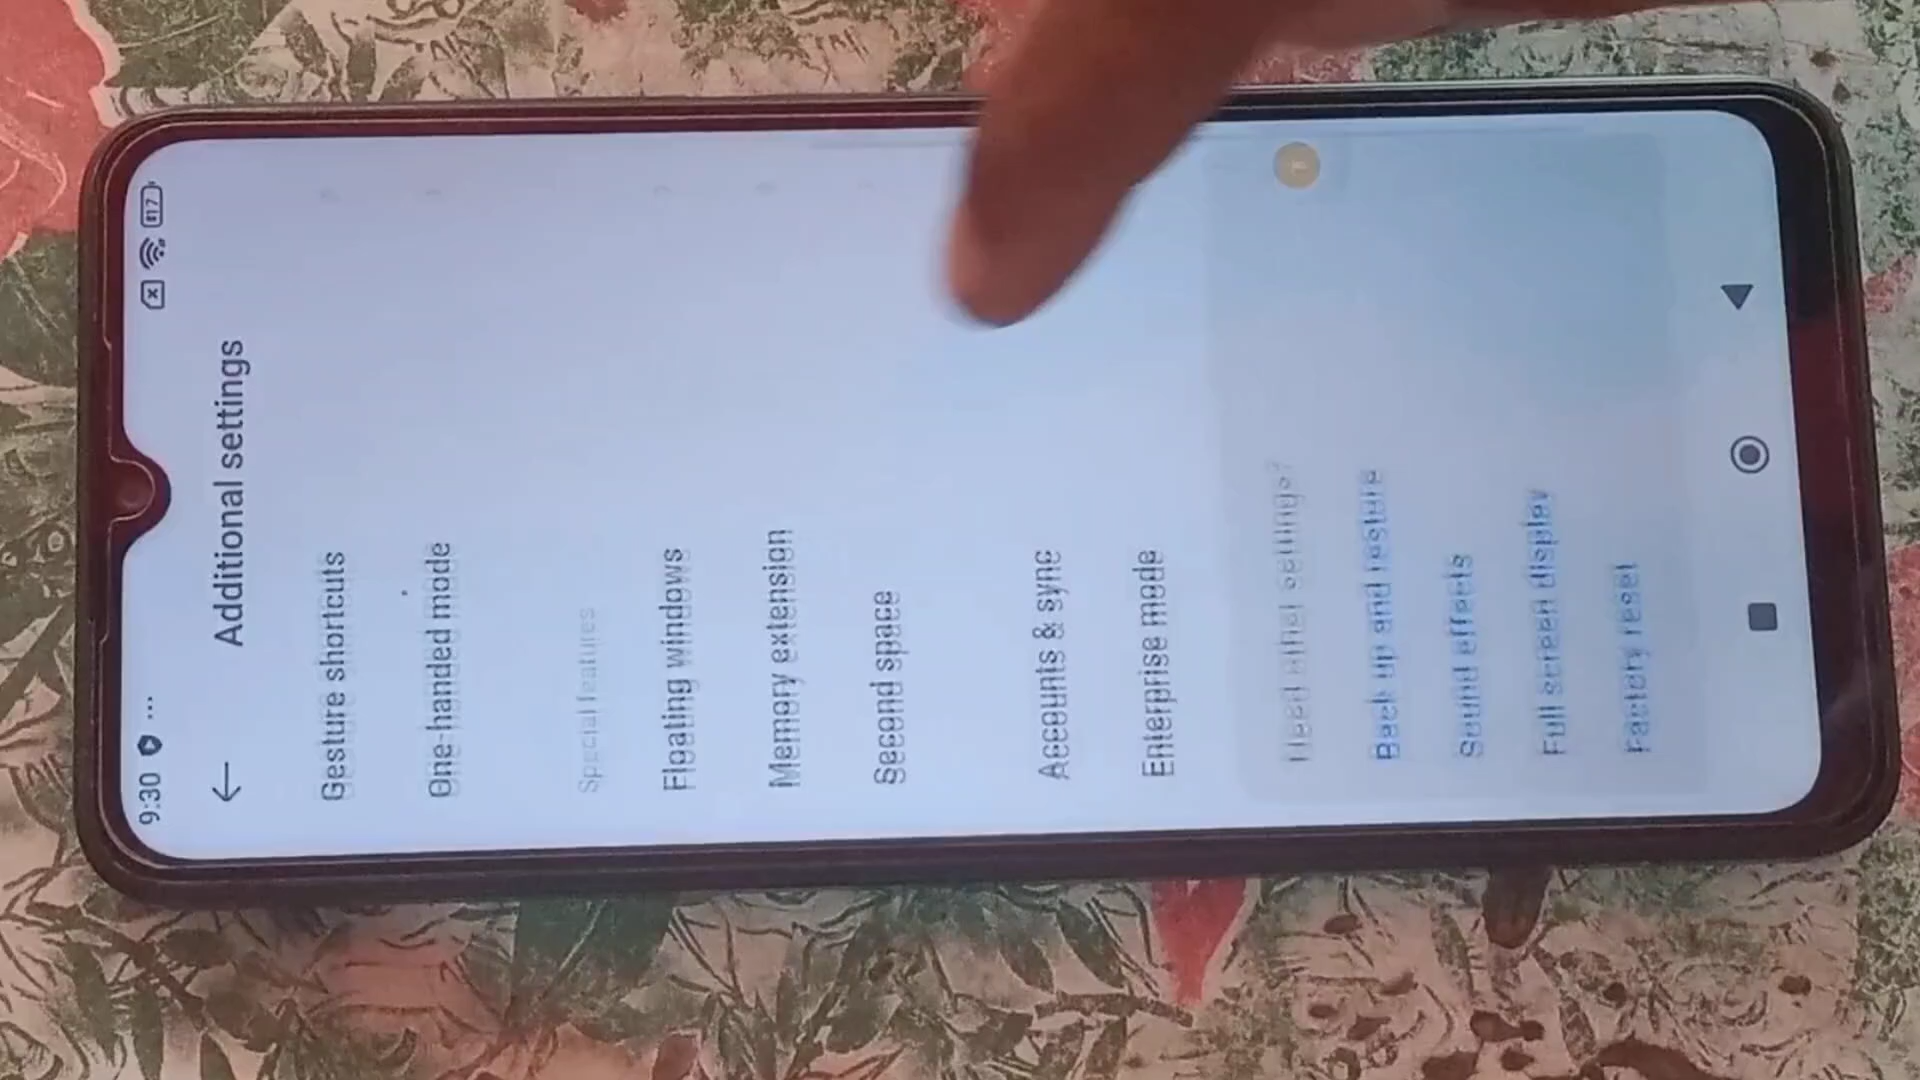 9:30 ... 17
Additional settings
Gesture shortcuts
One-handed mode
Special features
Floating windows
Memory extension
Second space
Accounts & sync
Enterprise mode
Need other settings?
Back up and restore
Sound effects
Full screen display
Factory reset